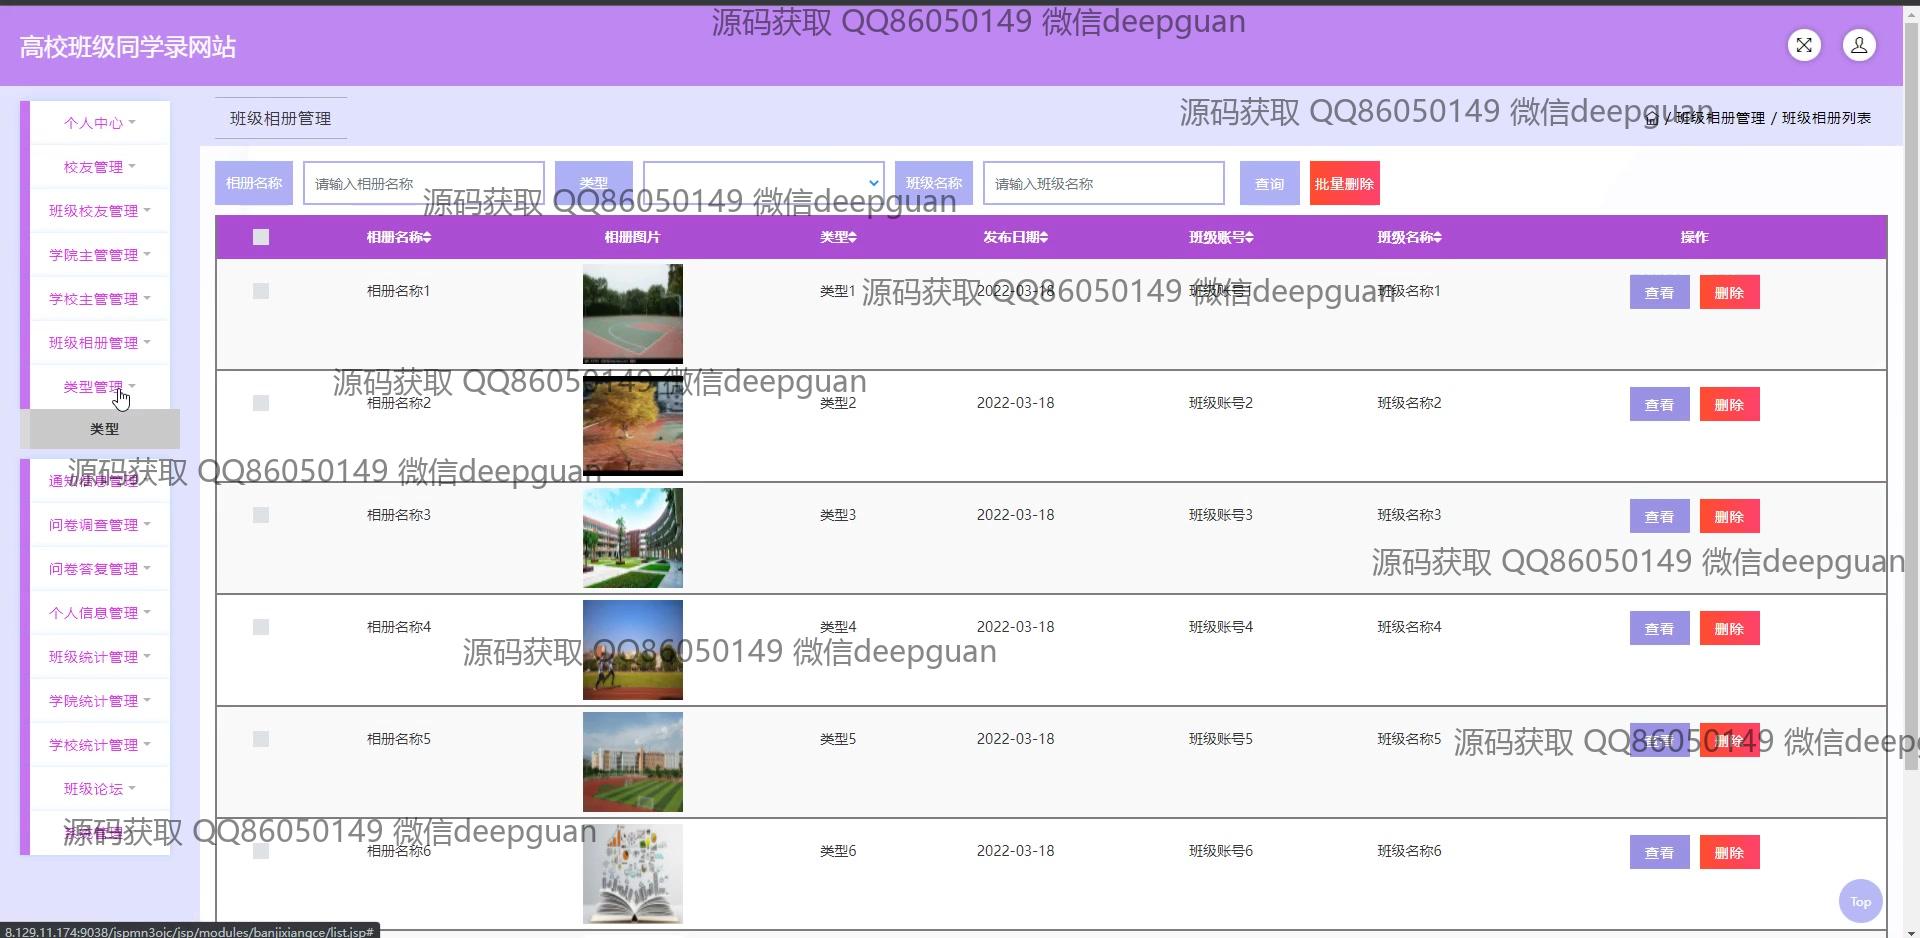 源码获取 QQ86050149 微信deepguan
高校班级同学录网站
班级相册管理
源码获取 QQ86050149 微信deepguan
/ 班级相册管理 / 班级相册列表
个人中心
校友管理
班级校友管理
学院主管管理
学校主管管理
班级相册管理
类型管理
类型
通知信息管理
问卷调查管理
问卷答复管理
个人信息管理
班级统计管理
学院统计管理
学校统计管理
班级论坛
系统管理
相册名称 请输入相册名称 类型 班级名称 请输入班级名称 查询 批量删除
源码获取 QQ86050149 微信deepguan
相册名称 相册图片 类型 发布日期 班级账号 班级名称 操作
相册名称1 类型1 2022-03-18 班级账号1 班级名称1 查看 删除
源码获取 QQ86050149 微信deepguan
源码获取 QQ86050149 微信deepguan
相册名称2 类型2 2022-03-18 班级账号2 班级名称2 查看 删除
源码获取 QQ86050149 微信deepguan
相册名称3 类型3 2022-03-18 班级账号3 班级名称3 查看 删除
源码获取 QQ86050149 微信deepguan
相册名称4 类型4 2022-03-18 班级账号4 班级名称4 查看 删除
源码获取 QQ86050149 微信deepguan
相册名称5 类型5 2022-03-18 班级账号5 班级名称5 查看 删除
源码获取 QQ86050149 微信deepg
源码获取 QQ86050149 微信deepguan
相册名称6 类型6 2022-03-18 班级账号6 班级名称6 查看 删除
Top
8.129.11.174:9038/jspmn3ojc/jsp/modules/banjixiangce/list.jsp#